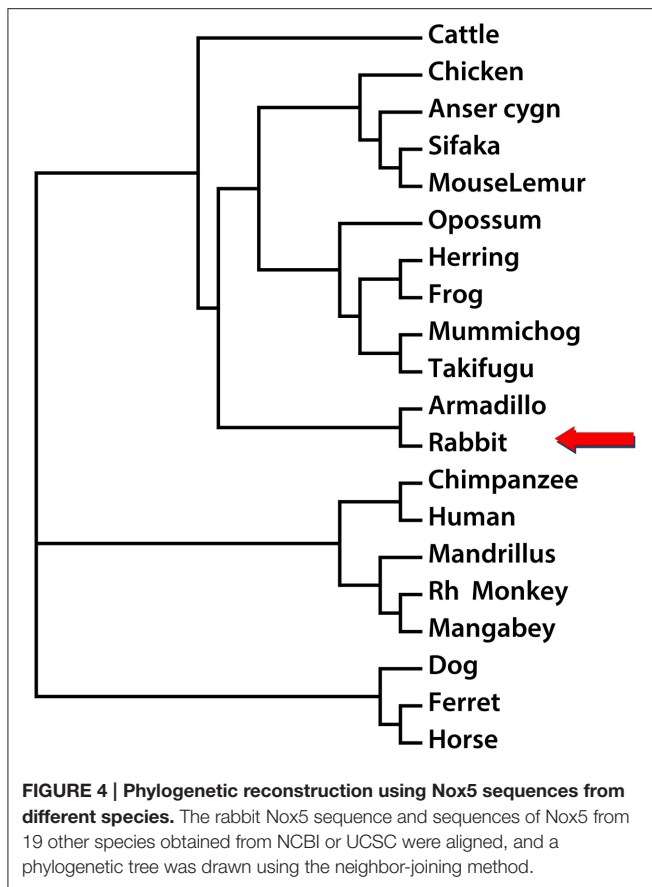 Cattle
Chicken
Anser cygn
Sifaka
MouseLemur
Opossum
Herring
Frog
Mummichog
Takifugu
Armadillo
Rabbit
Chimpanzee
Human
Mandrillus
Rh Monkey
Mangabey
Dog
Ferret
Horse
FIGURE 4 | Phylogenetic reconstruction using Nox5 sequences from
different species. The rabbit Nox5 sequence and sequences of Nox5 from
19 other species obtained from NCBI or UCSC were aligned, and a
phylogenetic tree was drawn using the neighbor-joining method.